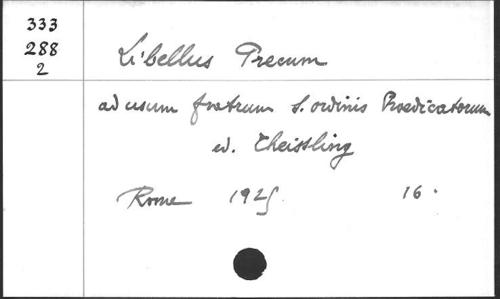 333
288
2
Libellus Precum
ad usum fratrum s. ordinis Praedicatorum
ed. Theissling
Rome 1925 16.